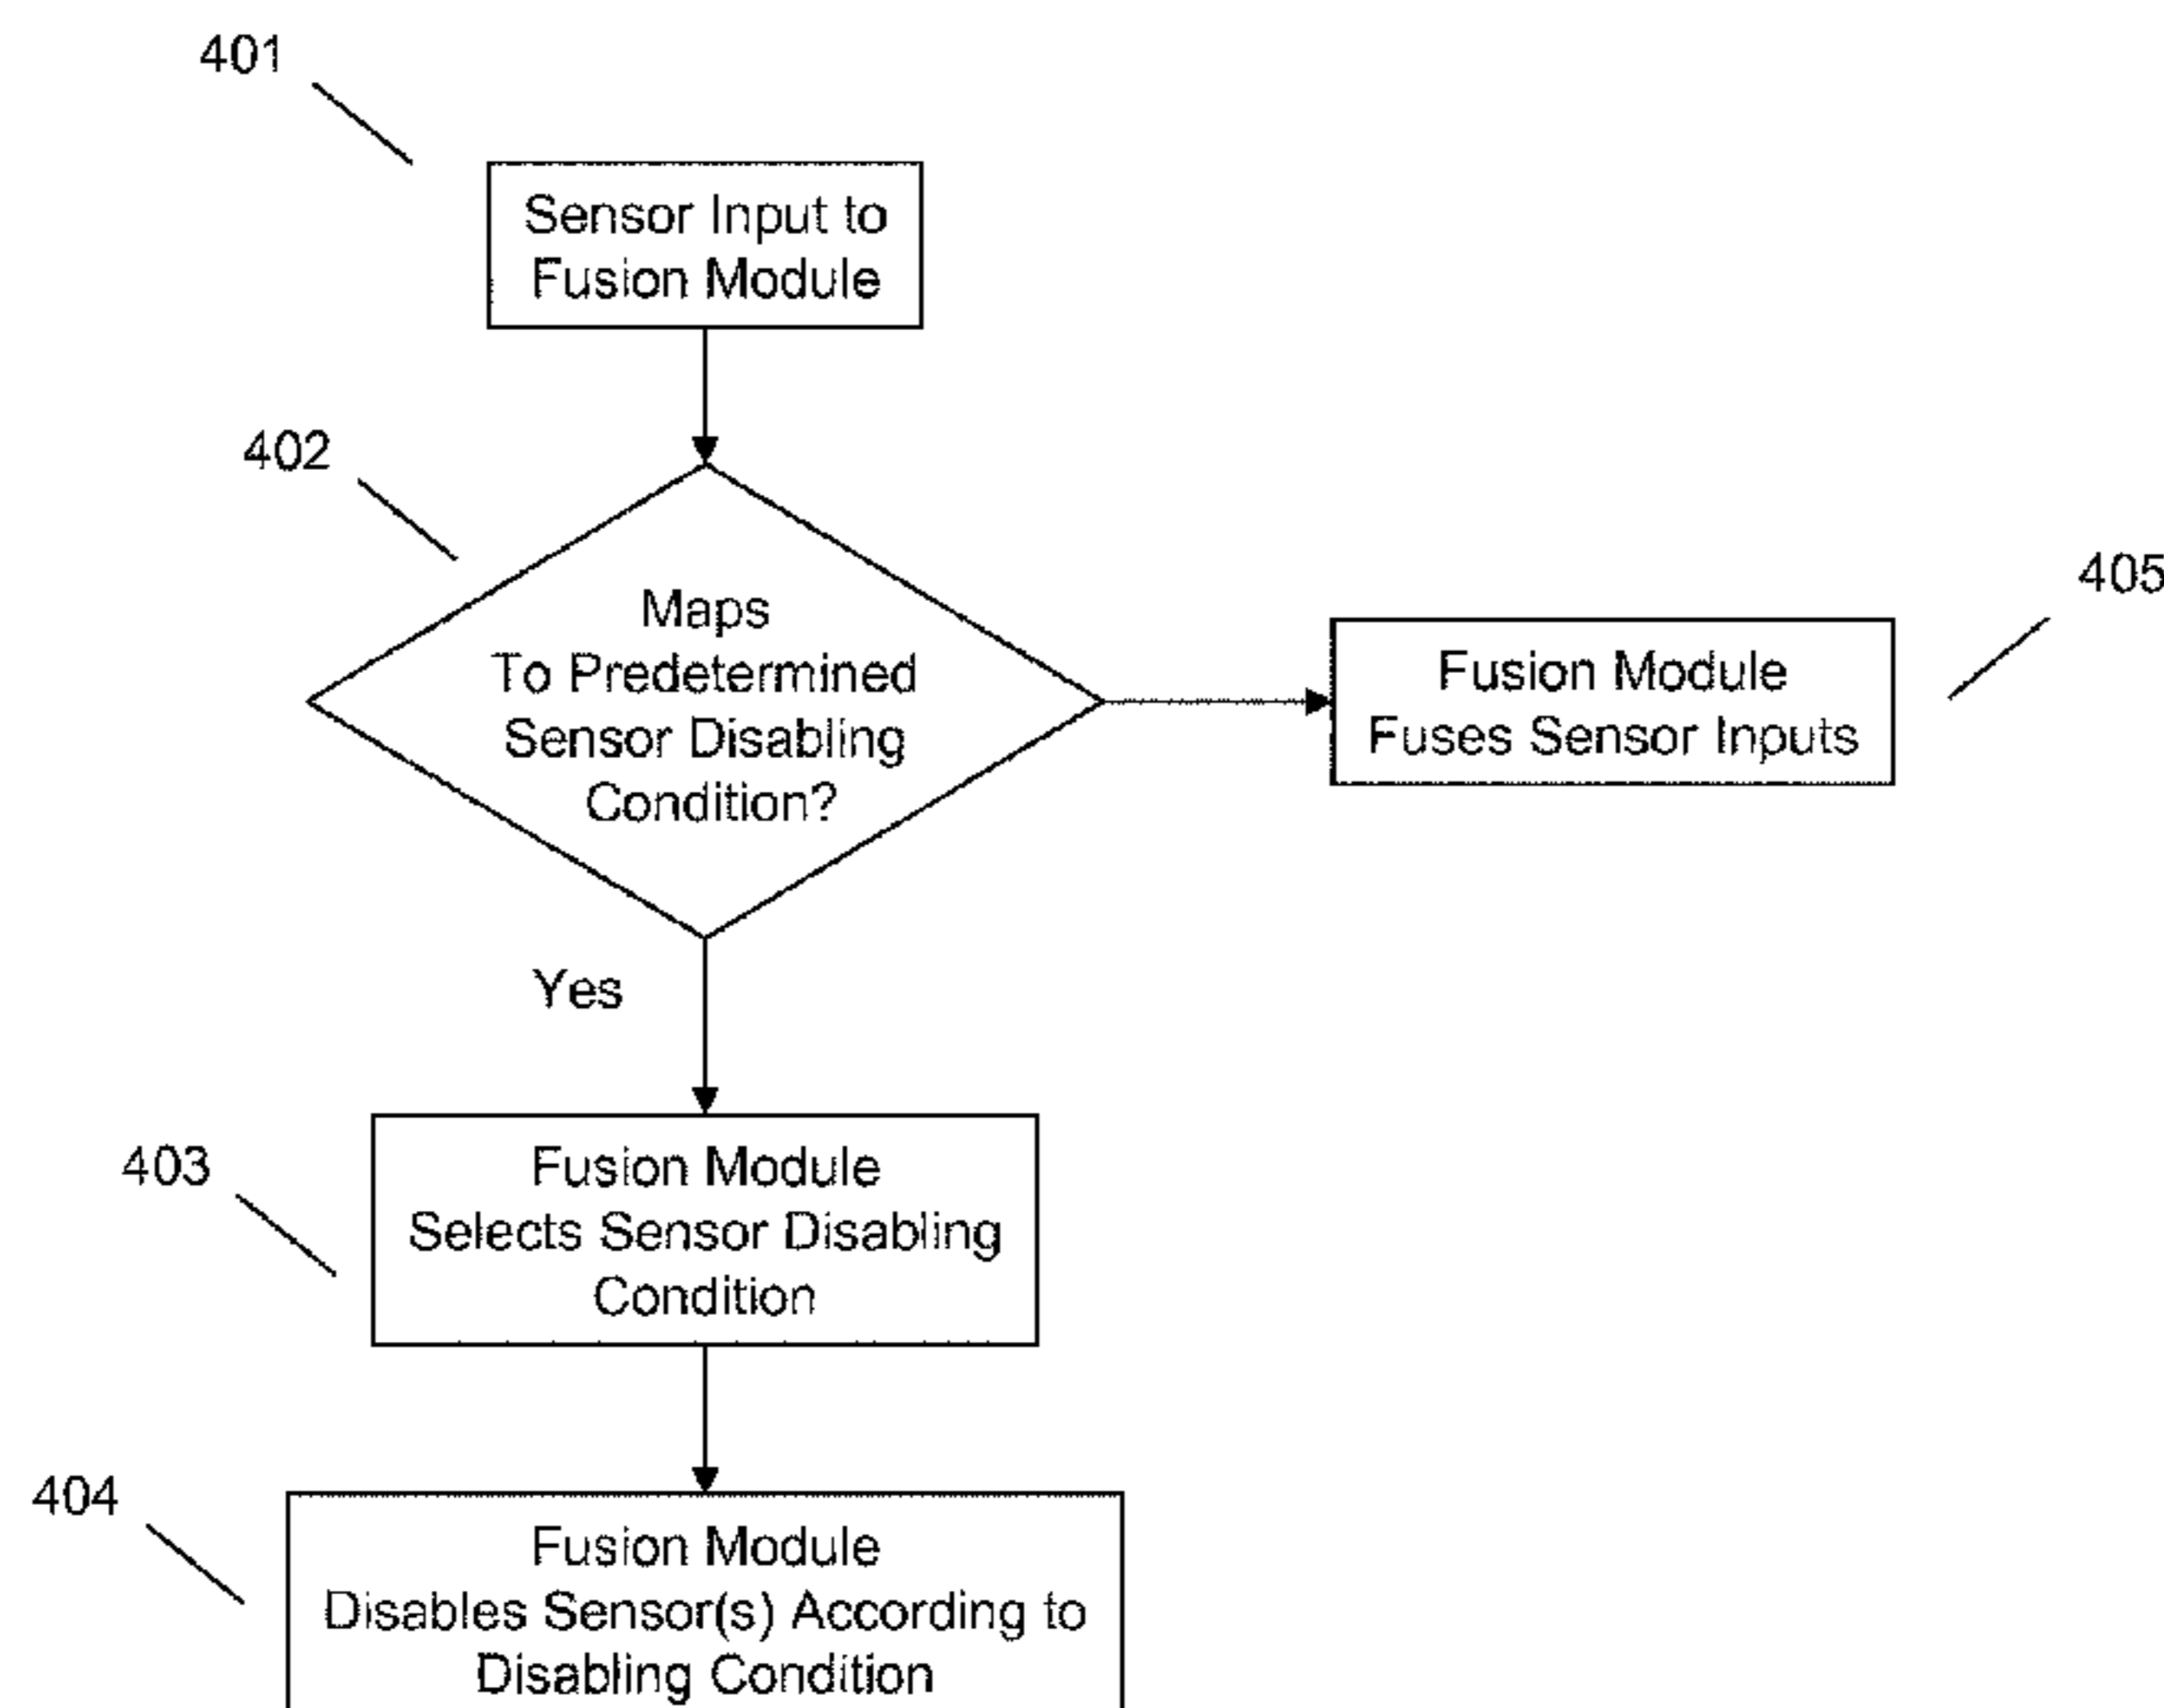 401
Sensor Input to
Fusion Module
402
Maps
To Predetermined
Sensor Disabling
Condition?
405
Fusion Module
Fuses Sensor Inputs
Yes
403
Fusion Module
Selects Sensor Disabling
Condition
404
Fusion Module
Disables Sensor(s) According to
Disabling Condition